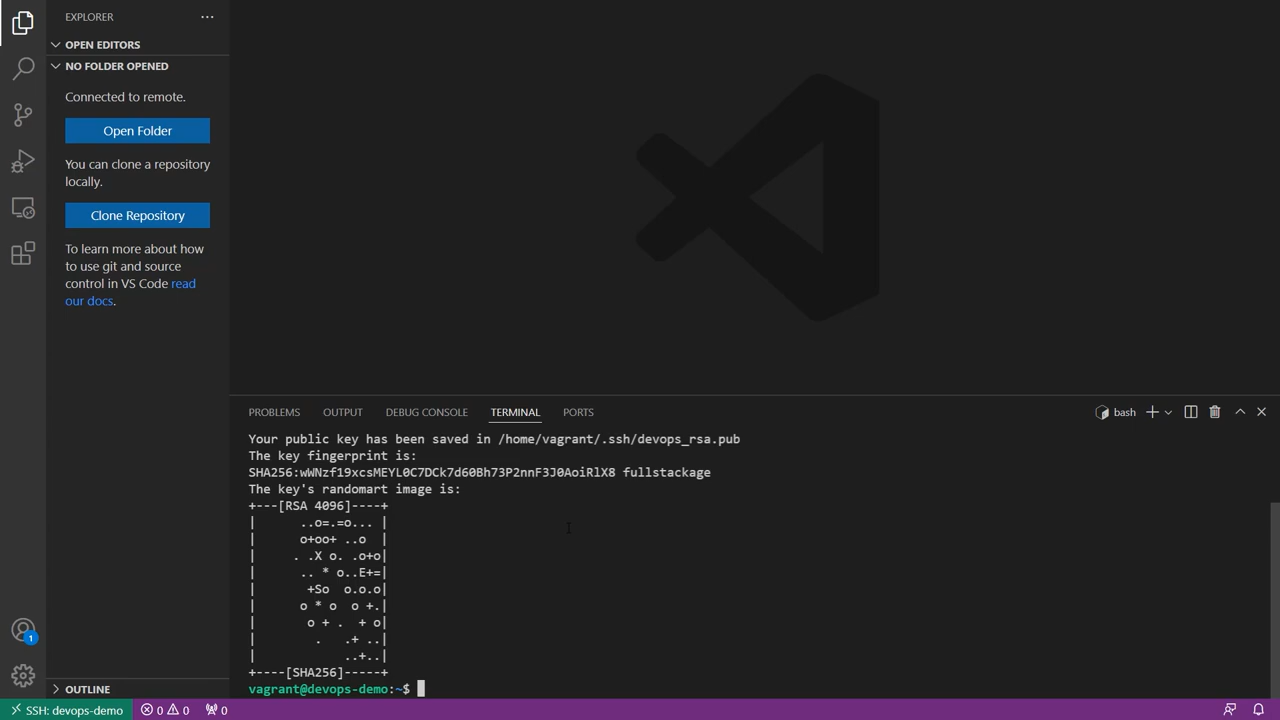 EXPLORER
OPEN EDITORS
NO FOLDER OPENED
Connected to remote.
Open Folder
You can clone a repository
locally.
Clone Repository
To learn more about how
to use git and source
control in VS Code read
our docs.
OUTLINE
PROBLEMS OUTPUT DEBUG CONSOLE TERMINAL PORTS
bash
Your public key has been saved in /home/vagrant/.ssh/devops_rsa.pub
The key fingerprint is:
SHA256:wWNzf19xcsMEYL0C7DCk7d60Bh73P2nnF3J0AoiRlX8 fullstackage
The key's randomart image is:
+---[RSA 4096]----+
|      ..o=.=o... |
|      o+oo+ ..o  |
|     . .X o. .o+o|
|      .. * o..E+=|
|       +So  o.o.o|
|      o * o  o +.|
|       o + .  + o|
|        .   .+ ..|
|            ..+..|
+----[SHA256]-----+
vagrant@devops-demo:~$
1
SSH: devops-demo 0 0 0